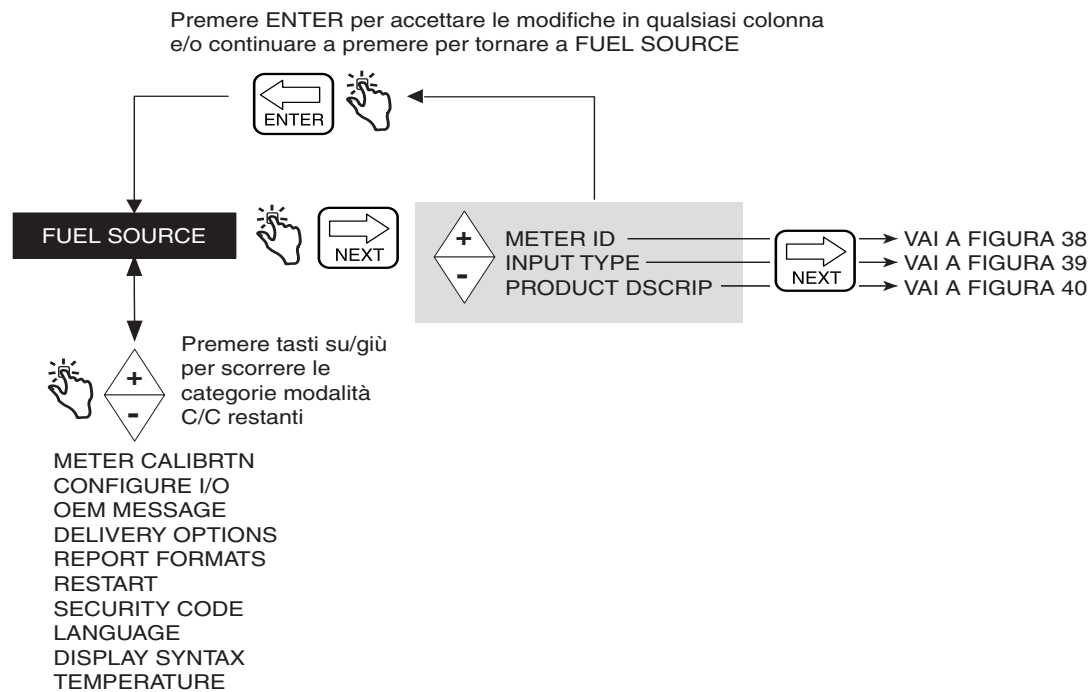 Premere ENTER per accettare le modifiche in qualsiasi colonna
e/o continuare a premere per tornare a FUEL SOURCE
ENTER
FUEL SOURCE
NEXT
+
-
METER ID
INPUT TYPE
PRODUCT DSCRIP
NEXT
VAI A FIGURA 38
VAI A FIGURA 39
VAI A FIGURA 40
+
-
Premere tasti su/giù
per scorrere le
categorie modalità
C/C restanti
METER CALIBRTN
CONFIGURE I/O
OEM MESSAGE
DELIVERY OPTIONS
REPORT FORMATS
RESTART
SECURITY CODE
LANGUAGE
DISPLAY SYNTAX
TEMPERATURE